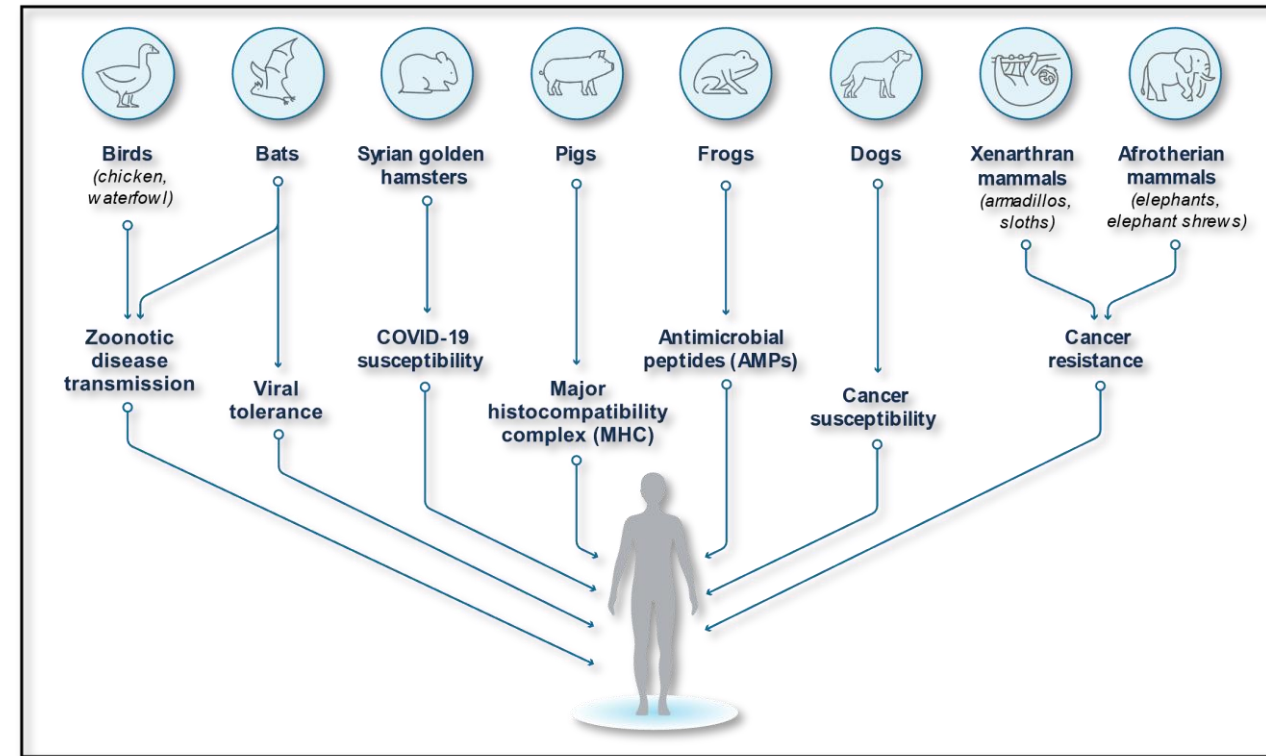 Birds
(chicken,
waterfowl)
Bats
Syrian golden
hamsters
Pigs
Frogs
Dogs
Xenarthran
mammals
(armadillos,
sloths)
Afrotherian
mammals
(elephants,
elephant shrews)
Zoonotic
disease
transmission
Viral
tolerance
COVID-19
susceptibility
Major
histocompatibility
complex (MHC)
Antimicrobial
peptides (AMPs)
Cancer
susceptibility
Cancer
resistance